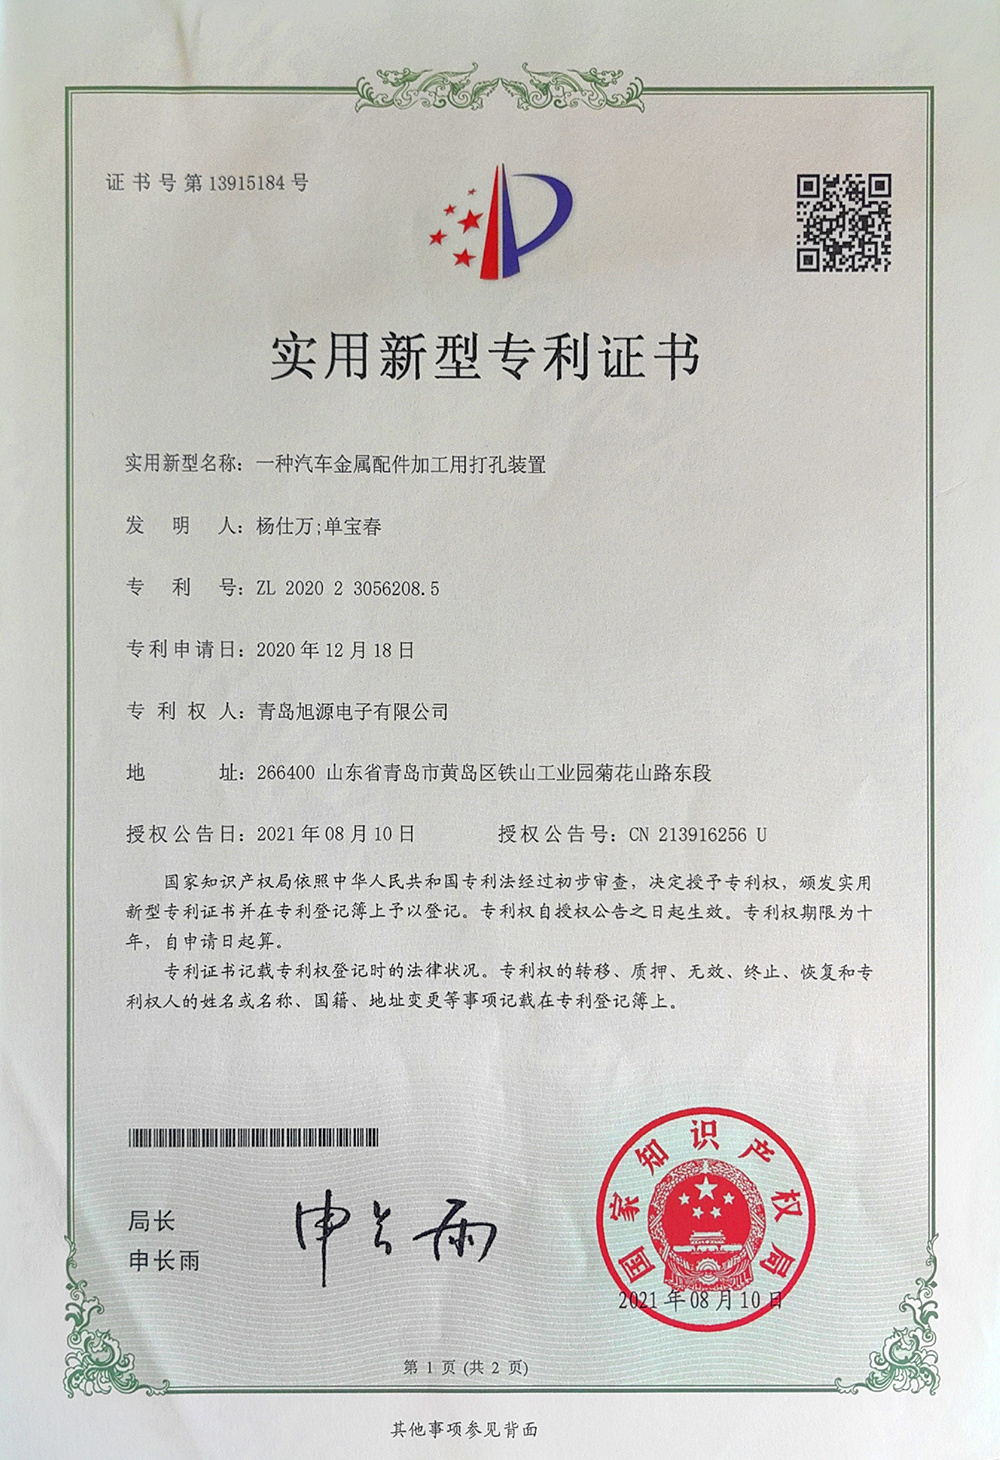 证书号第13915184号
实用新型专利证书
实用新型名称：一种汽车金属配件加工用打孔装置
发明人：杨仕万;单宝春
专利号：ZL 2020 2 3056208.5
专利申请日：2020年12月18日
专利权人：青岛旭源电子有限公司
地址：266400 山东省青岛市黄岛区铁山工业园菊花山路东段
授权公告日：2021年08月10日 授权公告号：CN 213916256 U
国家知识产权局依照中华人民共和国专利法经过初步审查，决定授予专利权，颁发实用
新型专利证书并在专利登记簿上予以登记。专利权自授权公告之日起生效。专利权期限为十
年，自申请日起算。
专利证书记载专利权登记时的法律状况。专利权的转移、质押、无效、终止、恢复和专
利权人的姓名或名称、国籍、地址变更等事项记载在专利登记簿上。
局长
申长雨
申长雨
国家知识产权局
2021年08月10日
第 1 页 (共 2 页)
其他事项参见背面